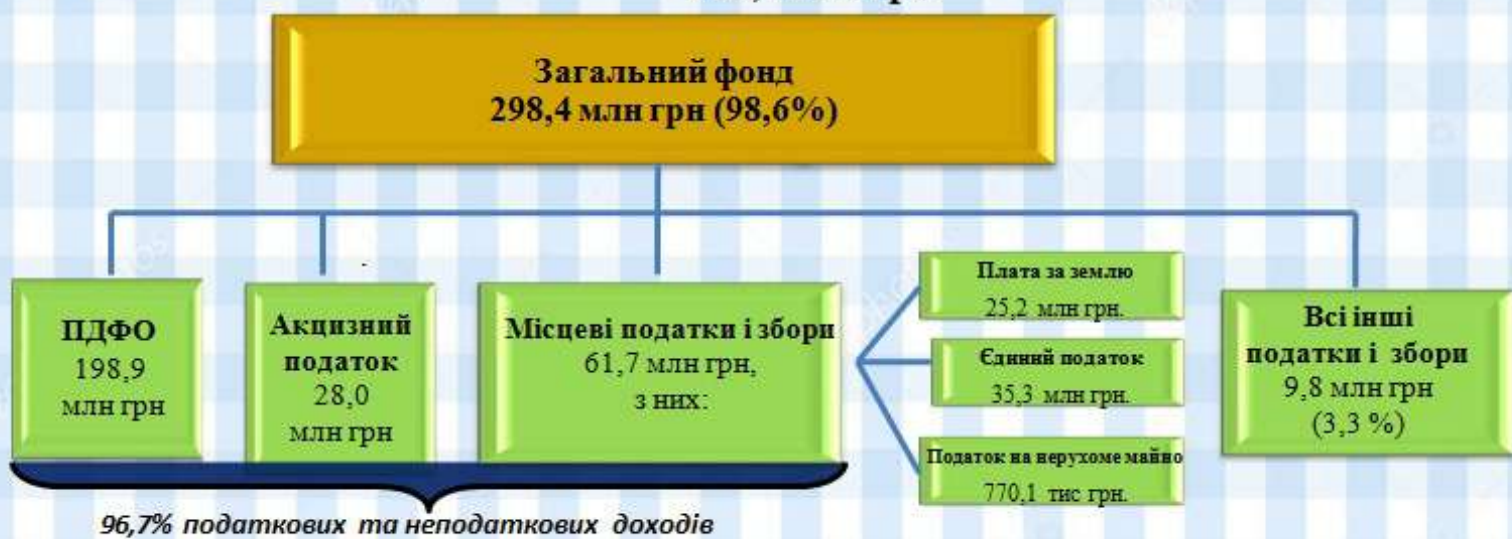 Загальний фонд
298,4 млн грн (98,6%)
ПДФО
198,9
млн грн
Акцизний
податок
28,0
млн грн
Місцеві податки і збори
61,7 млн грн,
з них:
Плата за землю
25,2 млн грн.
Єдиний податок
35,3 млн грн.
Податок на нерухоме майно
770,1 тис грн.
Всі інші
податки і збори
9,8 млн грн
(3,3 %)
96,7% податкових та неподаткових доходів